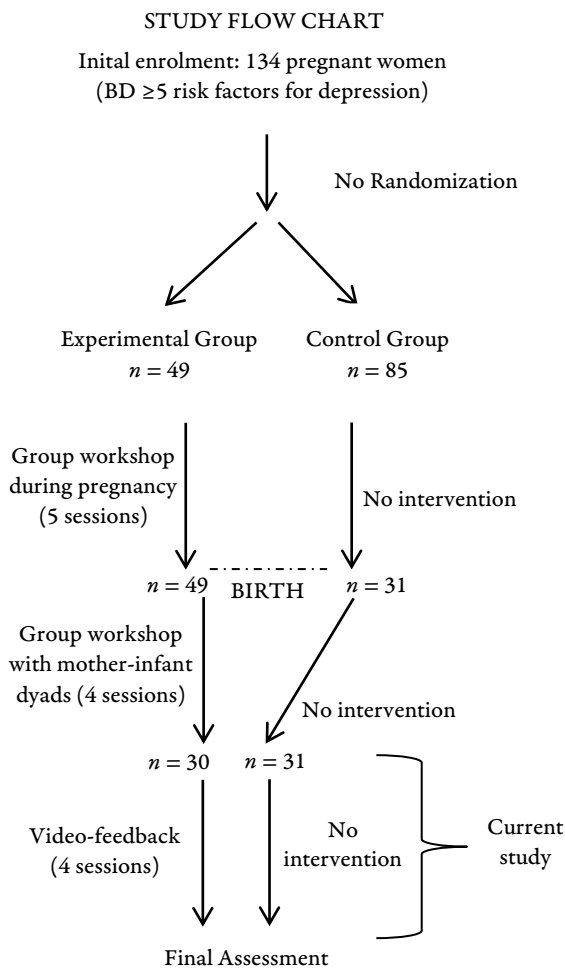 STUDY FLOW CHART
Inital enrolment: 134 pregnant women
(BD ≥5 risk factors for depression)
No Randomization
Experimental Group
n = 49
Control Group
n = 85
Group workshop
during pregnancy
(5 sessions)
No intervention
n = 49
BIRTH
n = 31
Group workshop
with mother-infant
dyads (4 sessions)
No intervention
n = 30
n = 31
Video-feedback
(4 sessions)
No
intervention
Current
study
Final Assessment